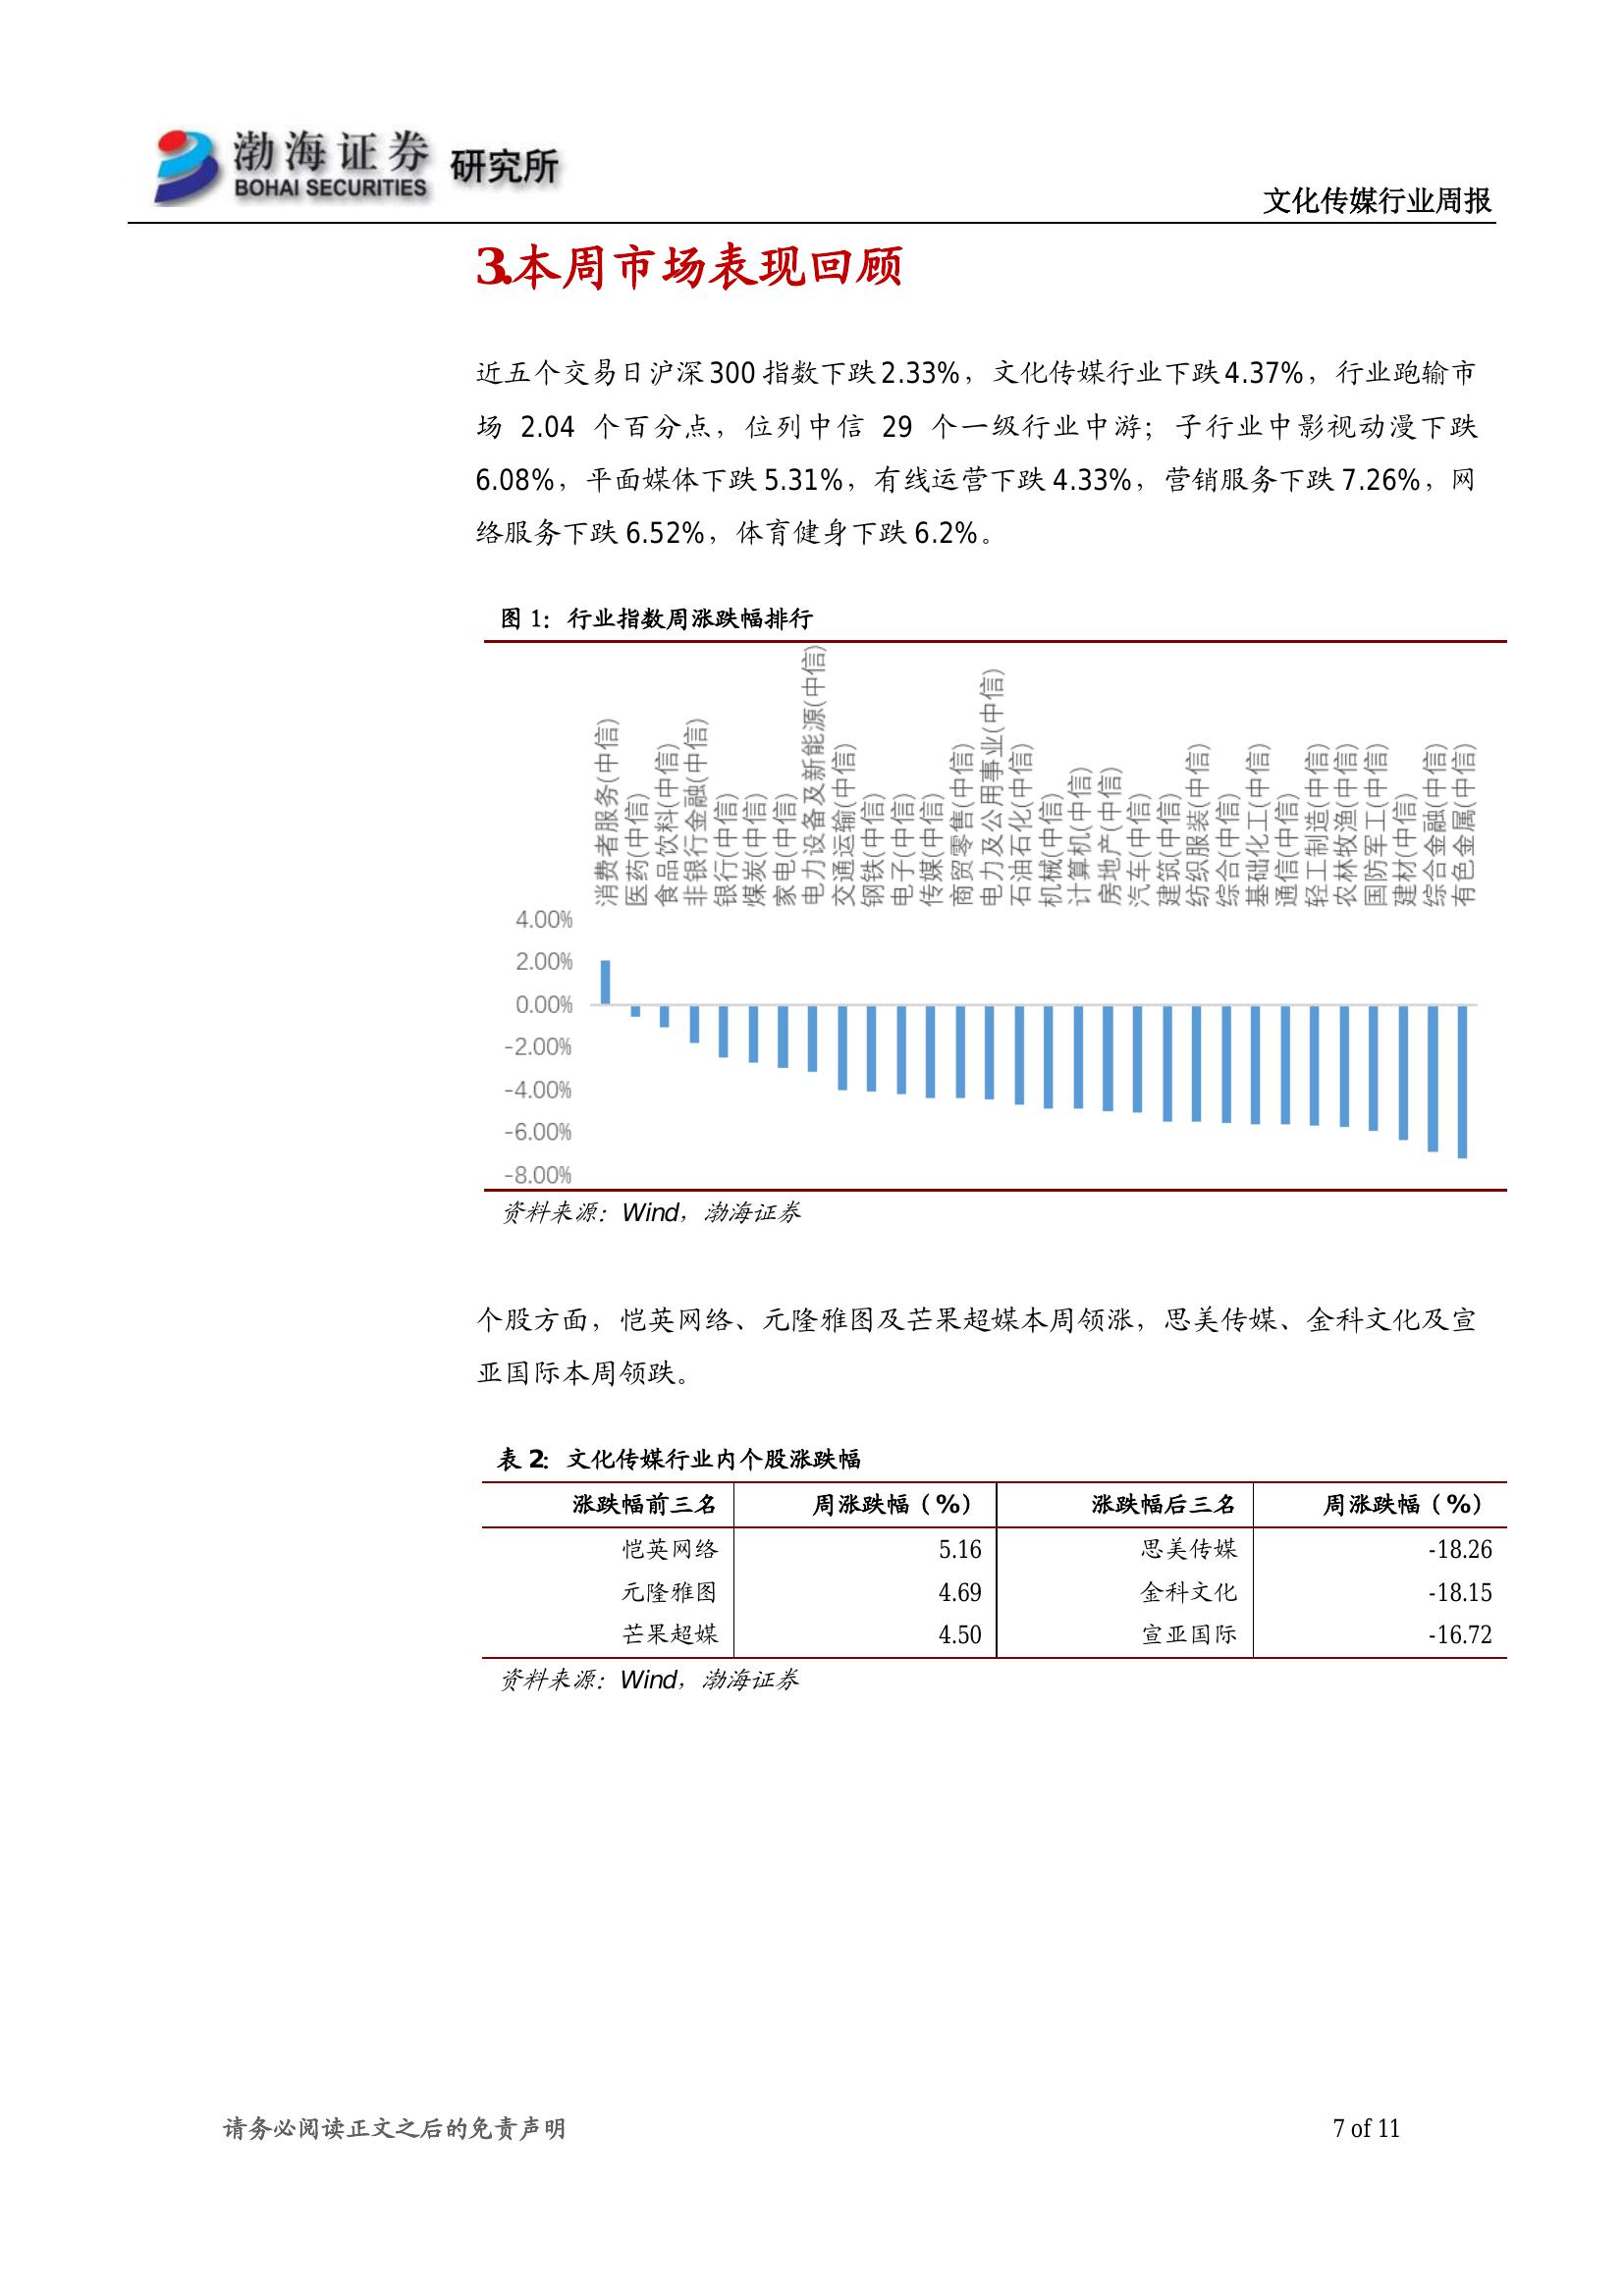 渤海证券 研究所
BOHAI SECURITIES
文化传媒行业周报
3.本周市场表现回顾
近五个交易日沪深 300 指数下跌 2.33%，文化传媒行业下跌 4.37%，行业跑输市
场 2.04 个百分点，位列中信 29 个一级行业中游；子行业中影视动漫下跌
6.08%，平面媒体下跌 5.31%，有线运营下跌 4.33%，营销服务下跌 7.26%，网
络服务下跌 6.52%，体育健身下跌 6.2%。
图 1：行业指数周涨跌幅排行
消费者服务(中信)
医药(中信)
食品饮料(中信)
非银行金融(中信)
银行(中信)
煤炭(中信)
家电(中信)
电力设备及新能源(中信)
交通运输(中信)
钢铁(中信)
电子(中信)
传媒(中信)
商贸零售(中信)
电力及公用事业(中信)
石油石化(中信)
机械(中信)
计算机(中信)
房地产(中信)
汽车(中信)
建筑(中信)
纺织服装(中信)
综合(中信)
基础化工(中信)
通信(中信)
轻工制造(中信)
农林牧渔(中信)
国防军工(中信)
建材(中信)
综合金融(中信)
有色金属(中信)
4.00%
2.00%
0.00%
-2.00%
-4.00%
-6.00%
-8.00%
资料来源：Wind，渤海证券
个股方面，恺英网络、元隆雅图及芒果超媒本周领涨，思美传媒、金科文化及宣
亚国际本周领跌。
表 2：文化传媒行业内个股涨跌幅
涨跌幅前三名 周涨跌幅（%） 涨跌幅后三名 周涨跌幅（%）
恺英网络 5.16 思美传媒 -18.26
元隆雅图 4.69 金科文化 -18.15
芒果超媒 4.50 宣亚国际 -16.72
资料来源：Wind，渤海证券
请务必阅读正文之后的免责声明 7 of 11